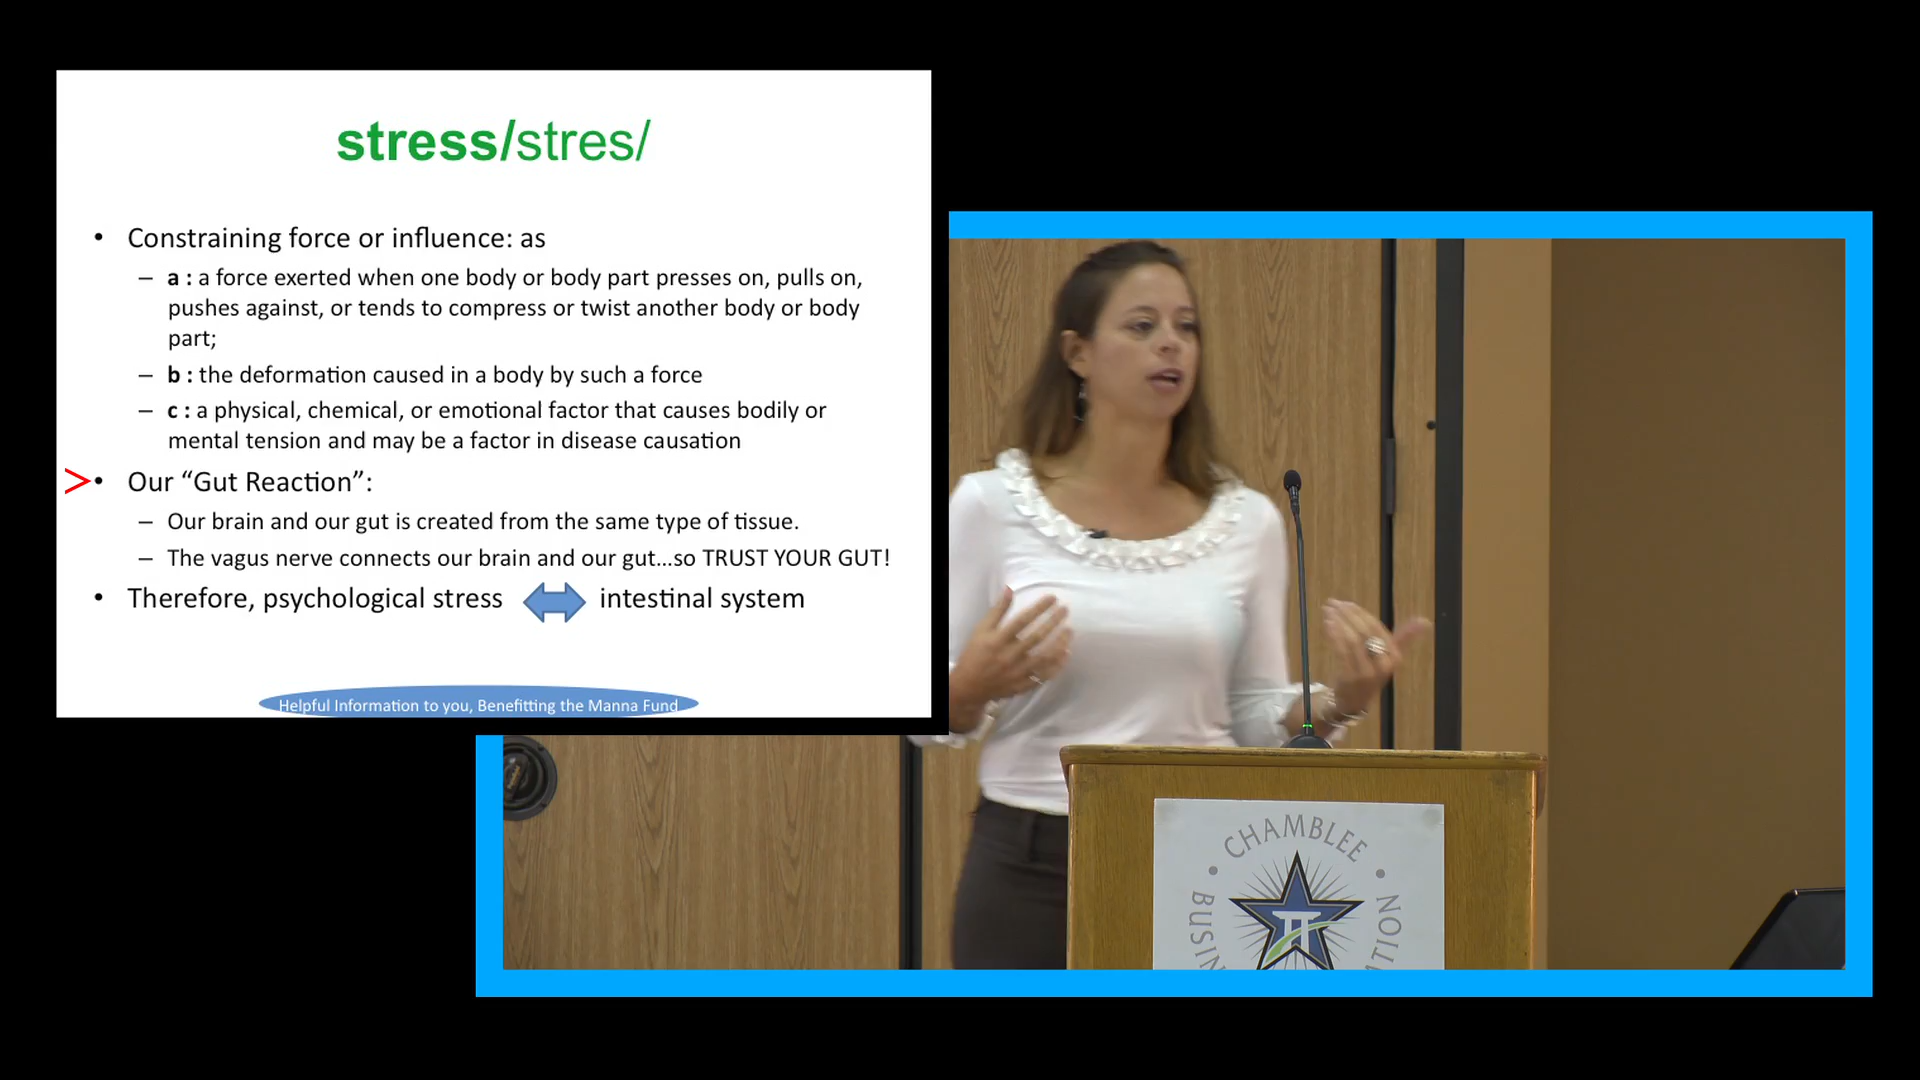 stress/stres/
• Constraining force or influence: as
– a : a force exerted when one body or body part presses on, pulls on,
pushes against, or tends to compress or twist another body or body
part;
– b : the deformation caused in a body by such a force
– c : a physical, chemical, or emotional factor that causes bodily or
mental tension and may be a factor in disease causation
>• Our “Gut Reaction”:
– Our brain and our gut is created from the same type of tissue.
– The vagus nerve connects our brain and our gut...so TRUST YOUR GUT!
• Therefore, psychological stress ⇔ intestinal system
Helpful Information to you, Benefitting the Manna Fund
CHAMBLEE